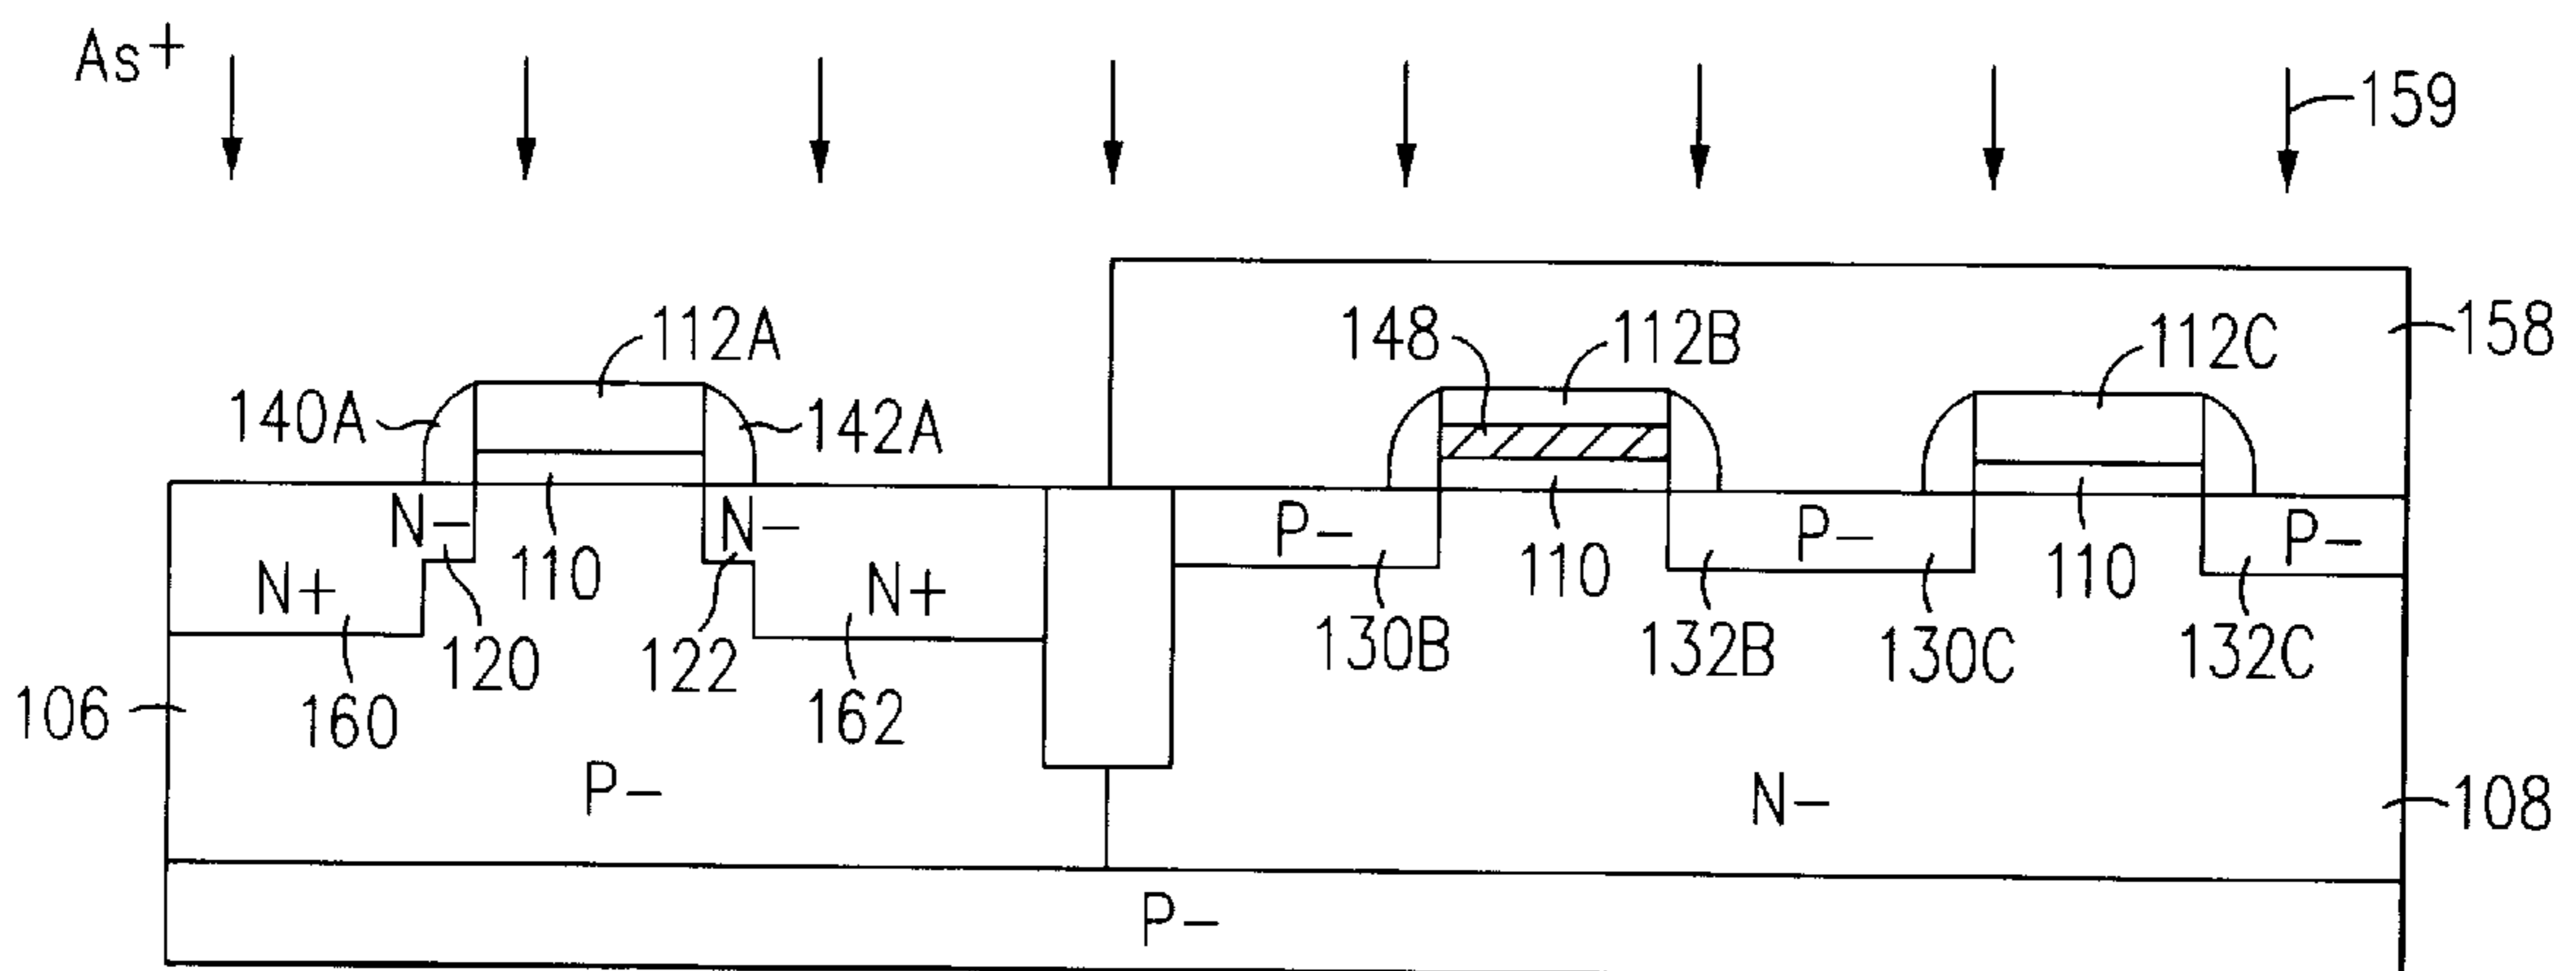 As+
159
158
148
112B
112C
112A
140A
142A
N-
N-
P-
P-
P-
N+
110
N+
110
110
120
122
130B
132B
130C
132C
106
160
162
P-
N-
108
P-